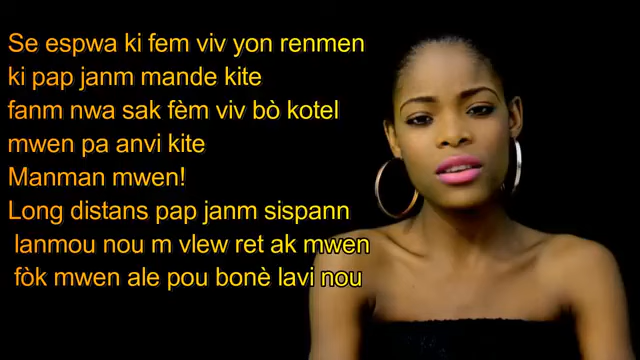 Se espwa ki fem viv yon renmen
ki pap janm mande kite
fanm nwa sak fèm viv bò kotel
mwen pa anvi kite
Manman mwen!
Long distans pap janm sispann
lanmou nou m vlew ret ak mwen
fòk mwen ale pou bonè lavi nou